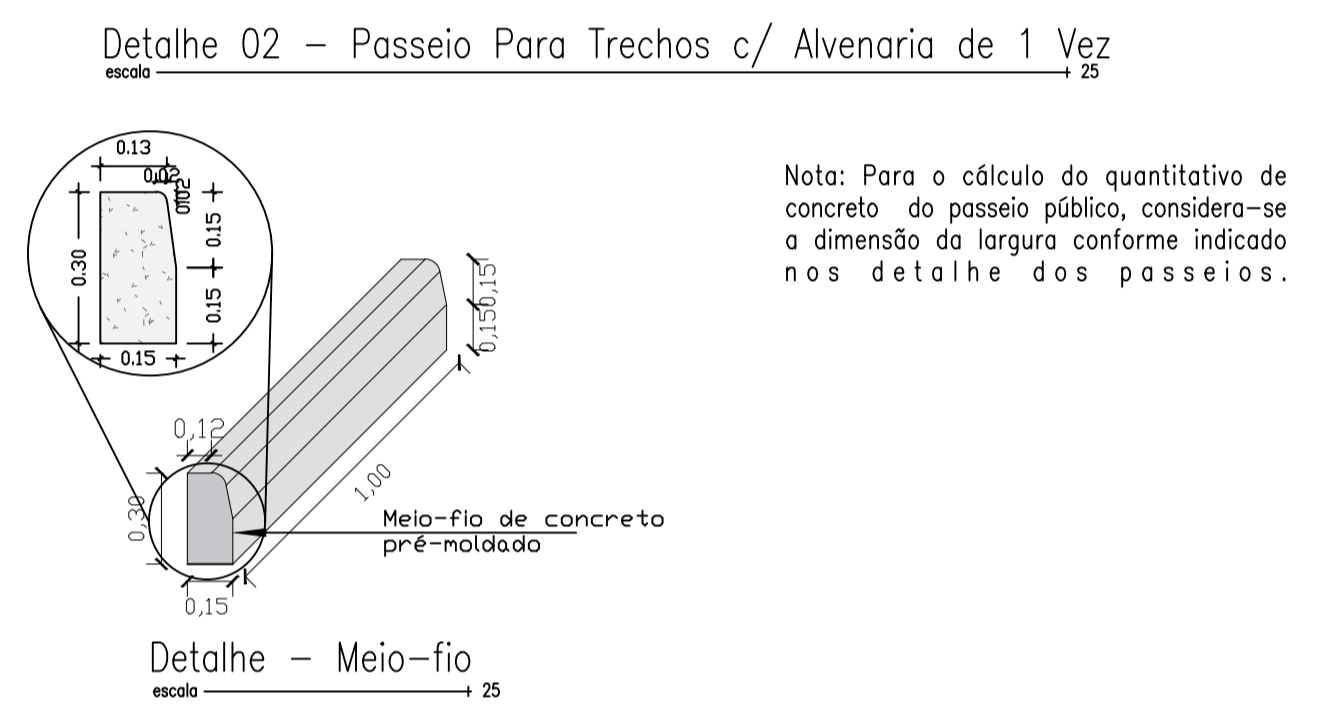 Detalhe 02 - Passeio Para Trechos c/ Alvenaria de 1 Vez
escala 25
0.13
0.02
0.02
0.15
0.30
0.15
0.15
Nota: Para o cálculo do quantitativo de
concreto do passeio público, considera-se
a dimensão da largura conforme indicado
nos detalhe dos passeios.
0,15
0,15
0,12
1,00
0,30
Meio-fio de concreto
pré-moldado
0,15
Detalhe - Meio-fio
escala 25